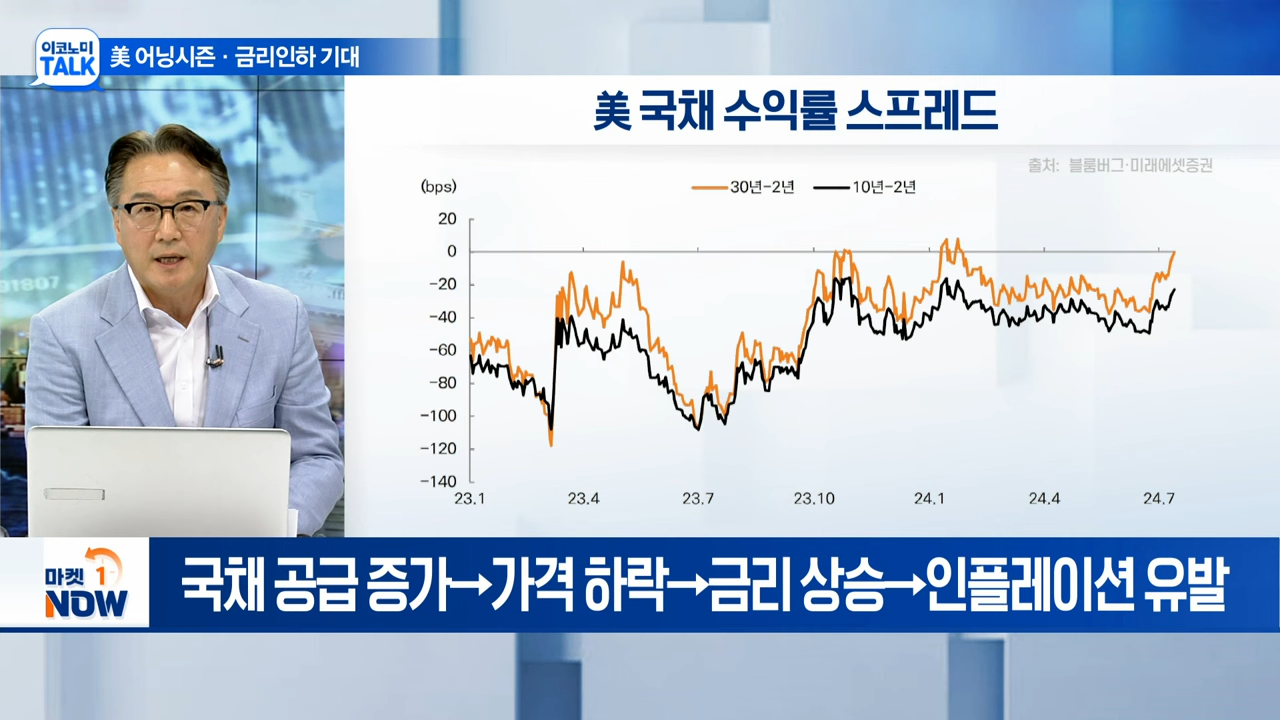 이코노미
TALK
美 어닝시즌 · 금리인하 기대
美 국채 수익률 스프레드
출처: 블룸버그·미래에셋증권
(bps)
30년-2년
10년-2년
20
0
-20
-40
-60
-80
-100
-120
-140
23.1
23.4
23.7
23.10
24.1
24.4
24.7
91807
마켓 1
NOW
국채 공급 증가→가격 하락→금리 상승→인플레이션 유발